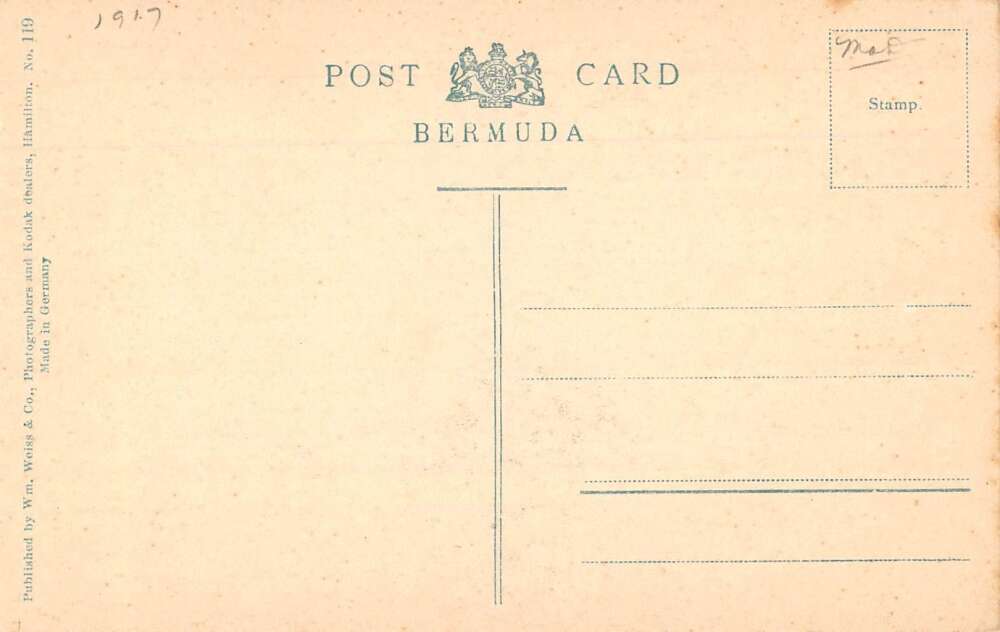 1917
POST CARD
BERMUDA
Stamp.
Published by Wm. Weiss & Co., Photographers and Kodak dealers, Hamilton, No. 119
Made in Germany